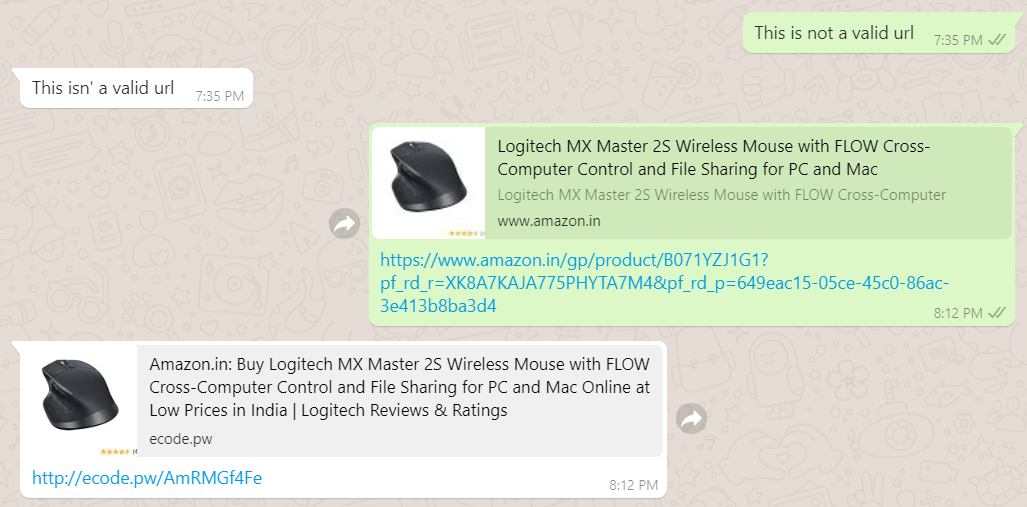 This is not a valid url
7:35 PM
This isn' a valid url
7:35 PM
Logitech MX Master 2S Wireless Mouse with FLOW Cross-
Computer Control and File Sharing for PC and Mac
Logitech MX Master 2S Wireless Mouse with FLOW Cross-Computer
www.amazon.in
https://www.amazon.in/gp/product/B071YZJ1G1?
pf_rd_r=XK8A7KAJA775PHYTA7M4&pf_rd_p=649eac15-05ce-45c0-86ac-
3e413b8ba3d4
8:12 PM
Amazon.in: Buy Logitech MX Master 2S Wireless Mouse with FLOW
Cross-Computer Control and File Sharing for PC and Mac Online at
Low Prices in India | Logitech Reviews & Ratings
ecode.pw
http://ecode.pw/AmRMGf4Fe
8:12 PM